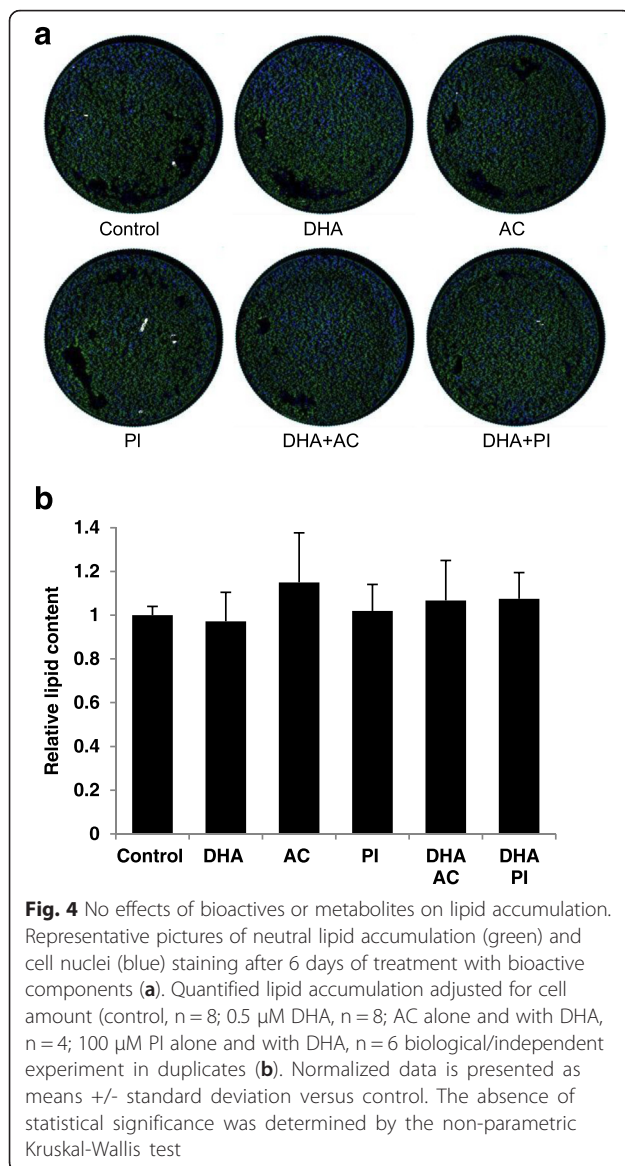 a
Control
DHA
AC
PI
DHA+AC
DHA+PI
b
1.4
1.2
1
0.8
0.6
0.4
0.2
0
Relative lipid content
Control DHA AC PI DHA AC DHA PI
Fig. 4 No effects of bioactives or metabolites on lipid accumulation.
Representative pictures of neutral lipid accumulation (green) and
cell nuclei (blue) staining after 6 days of treatment with bioactive
components (a). Quantified lipid accumulation adjusted for cell
amount (control, n = 8; 0.5 μM DHA, n = 8; AC alone and with DHA,
n = 4; 100 μM PI alone and with DHA, n = 6 biological/independent
experiment in duplicates (b). Normalized data is presented as
means +/- standard deviation versus control. The absence of
statistical significance was determined by the non-parametric
Kruskal-Wallis test